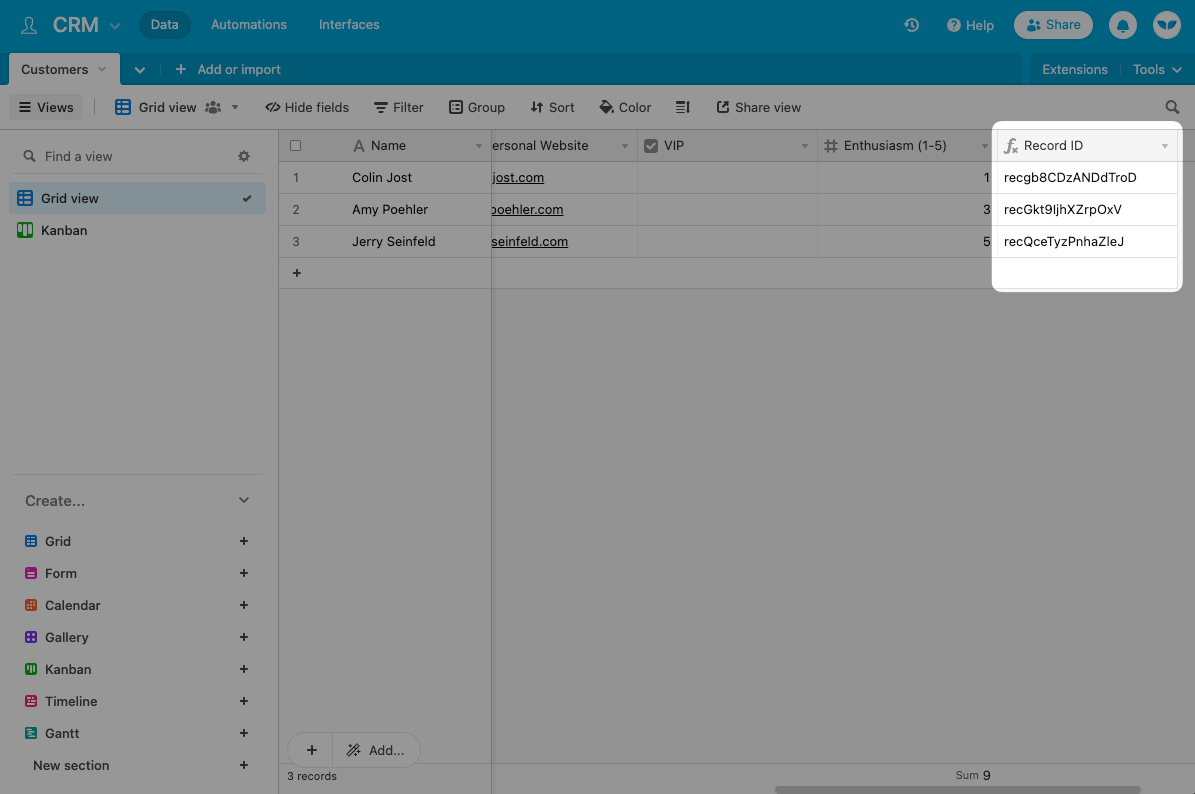 CRM
Data
Automations
Interfaces
Help
Share
Customers
Add or import
Extensions
Tools
Views
Grid view
Hide fields
Filter
Group
Sort
Color
Share view
Find a view
Grid view
Kanban
Create...
Grid
Form
Calendar
Gallery
Kanban
Timeline
Gantt
New section
Name ersonal Website VIP Enthusiasm (1-5) Record ID
1 Colin Jost jost.com 1 recgb8CDzANDdTroD
2 Amy Poehler poehler.com 3 recGkt9ljhXZrpOxV
3 Jerry Seinfeld seinfeld.com 5 recQceTyzPnhaZleJ
+
+ Add...
3 records
Sum 9